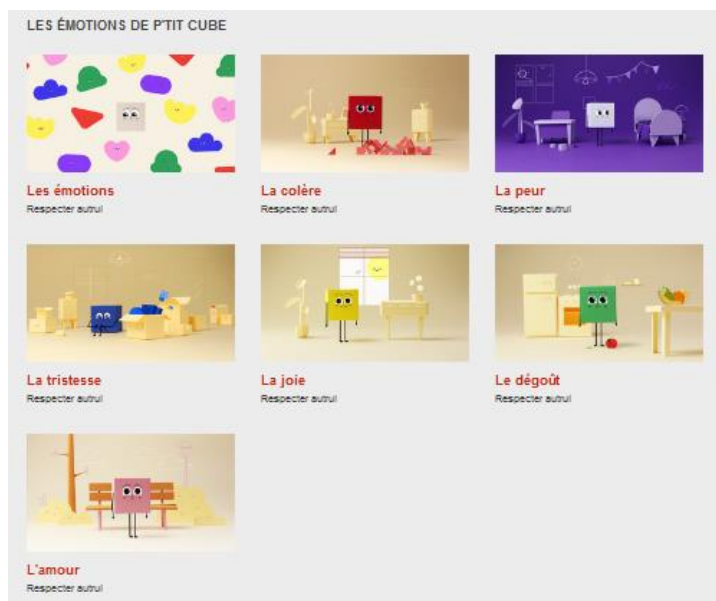 LES ÉMOTIONS DE P'TIT CUBE
Les émotions
Respecter autrui
La colère
Respecter autrui
La peur
Respecter autrui
La tristesse
Respecter autrui
La joie
Respecter autrui
Le dégoût
Respecter autrui
L'amour
Respecter autrui